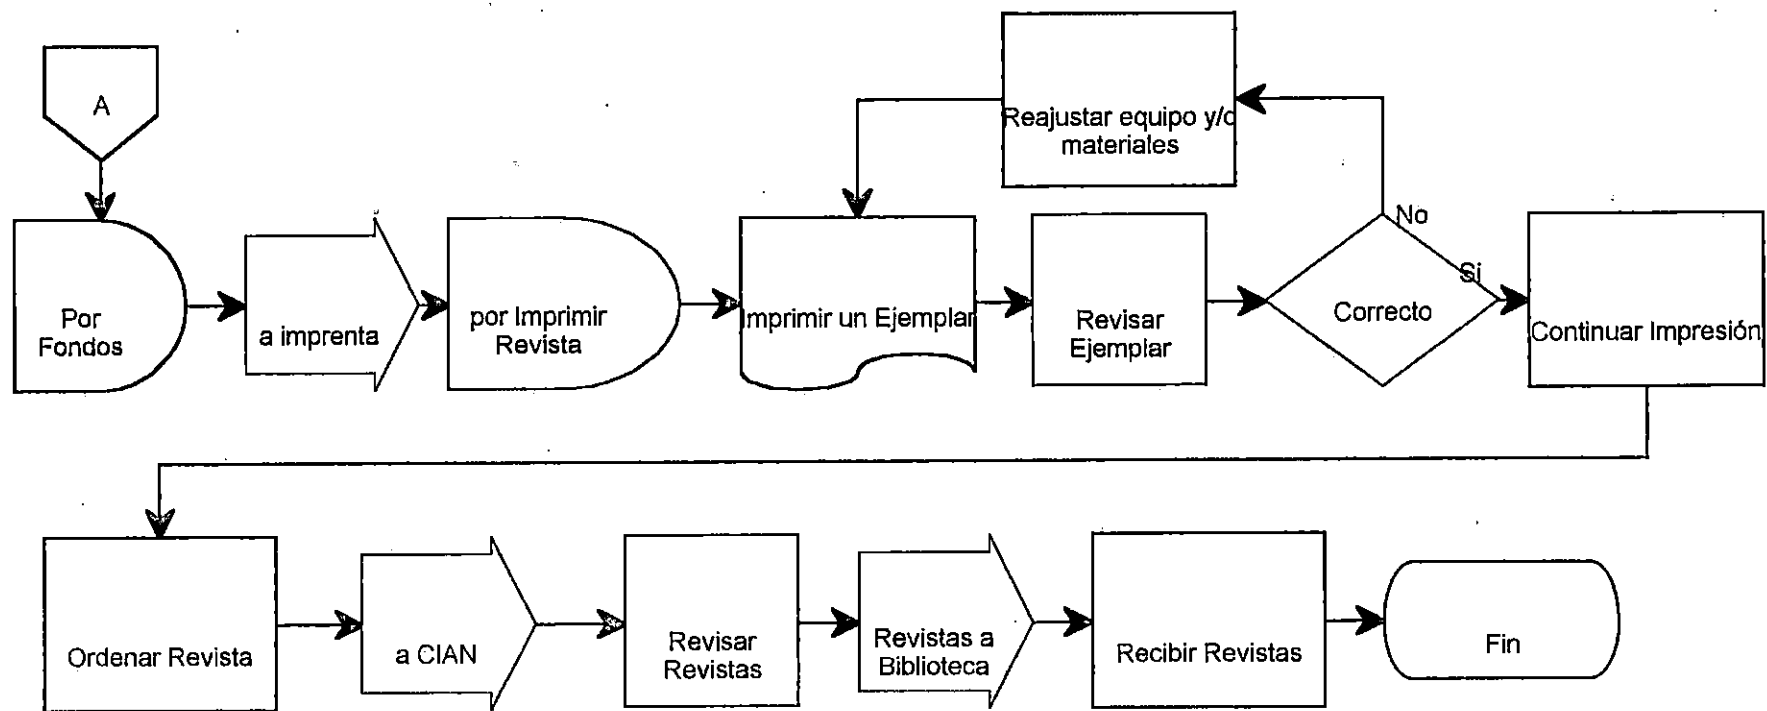 A
Reajustar equipo y/o
materiales
Por
Fondos
a imprenta
por Imprimir
Revista
Imprimir un Ejemplar
Revisar
Ejemplar
Correcto
No
Si
Continuar Impresión
Ordenar Revista
a CIAN
Revisar
Revistas
Revistas a
Biblioteca
Recibir Revistas
Fin